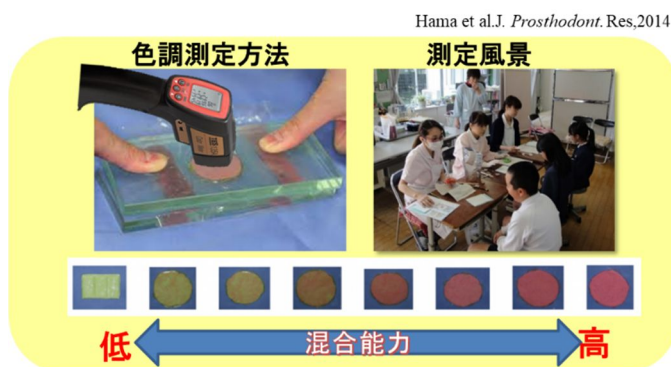 Hama et al.J. Prosthodont. Res,2014
色調測定方法
測定風景
低
混合能力
高